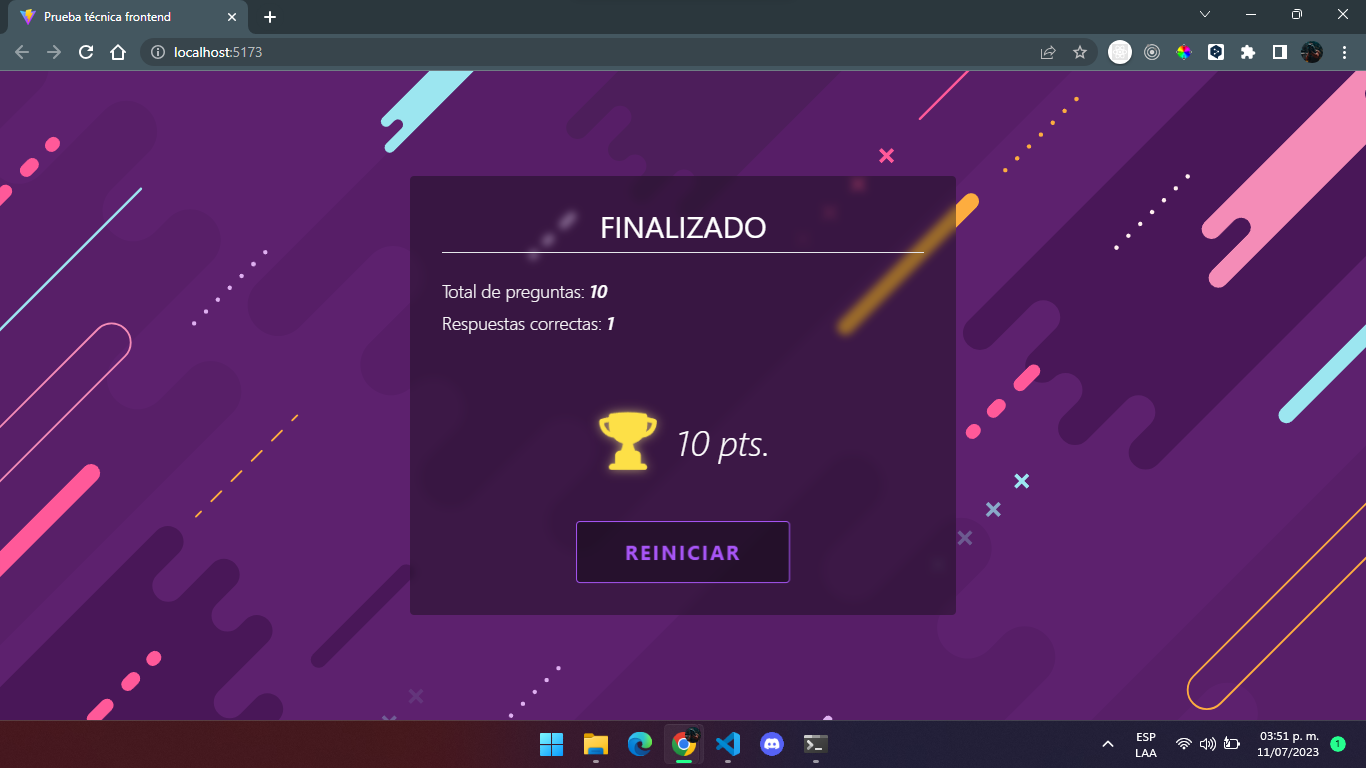 Prueba técnica frontend
localhost:5173
FINALIZADO
Total de preguntas: 10
Respuestas correctas: 1
10 pts.
REINICIAR
ESP
LAA
03:51 p. m.
11/07/2023
1